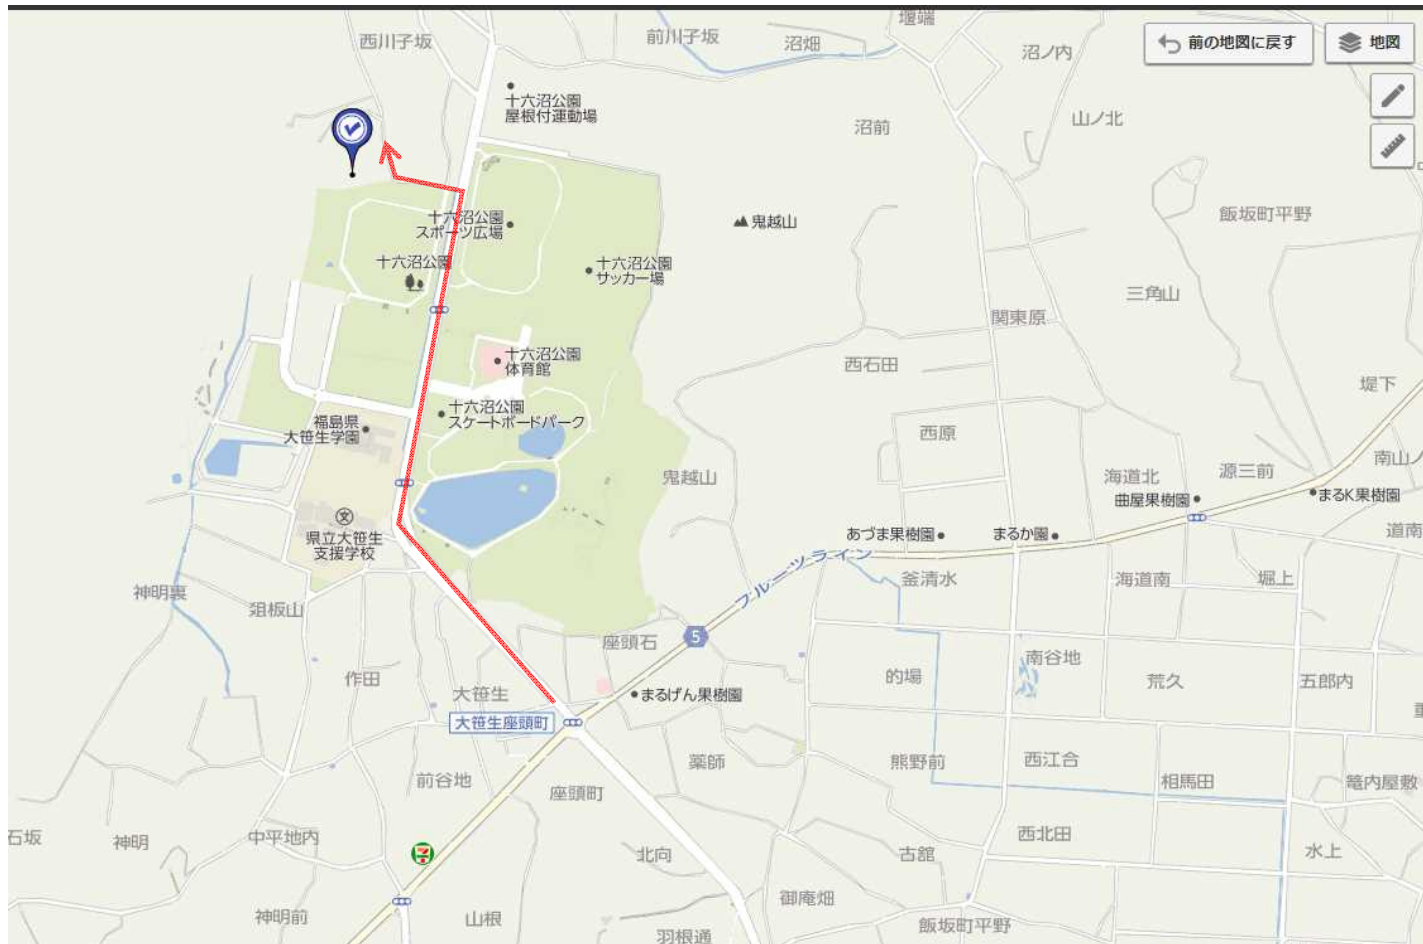 堰端
西川子坂
前川子坂
沼畑
沼ノ内
前の地図に戻す
地図
十六沼公園
屋根付運動場
沼前
山ノ北
飯坂町平野
十六沼公園
スポーツ広場
鬼越山
十六沼公園
十六沼公園
サッカー場
三角山
関東原
十六沼公園
体育館
西石田
堤下
十六沼公園
スケートボードパーク
福島県
大笹生学園
西原
鬼越山
海道北
源三前
南山ノ
曲屋果樹園
まるK果樹園
文
県立大笹生
支援学校
あづま果樹園
まるか園
道南
フルーツライン
神明裏
俎板山
釜清水
海道南
堀上
座頭石
5
南谷地
作田
大笹生
まるげん果樹園
的場
荒久
五郎内
大笹生座頭町
薬師
熊野前
西江合
前谷地
座頭町
相馬田
篭内屋敷
石坂
神明
中平地内
西北田
北向
古舘
水上
神明前
山根
御庵畑
飯坂町平野
羽根通